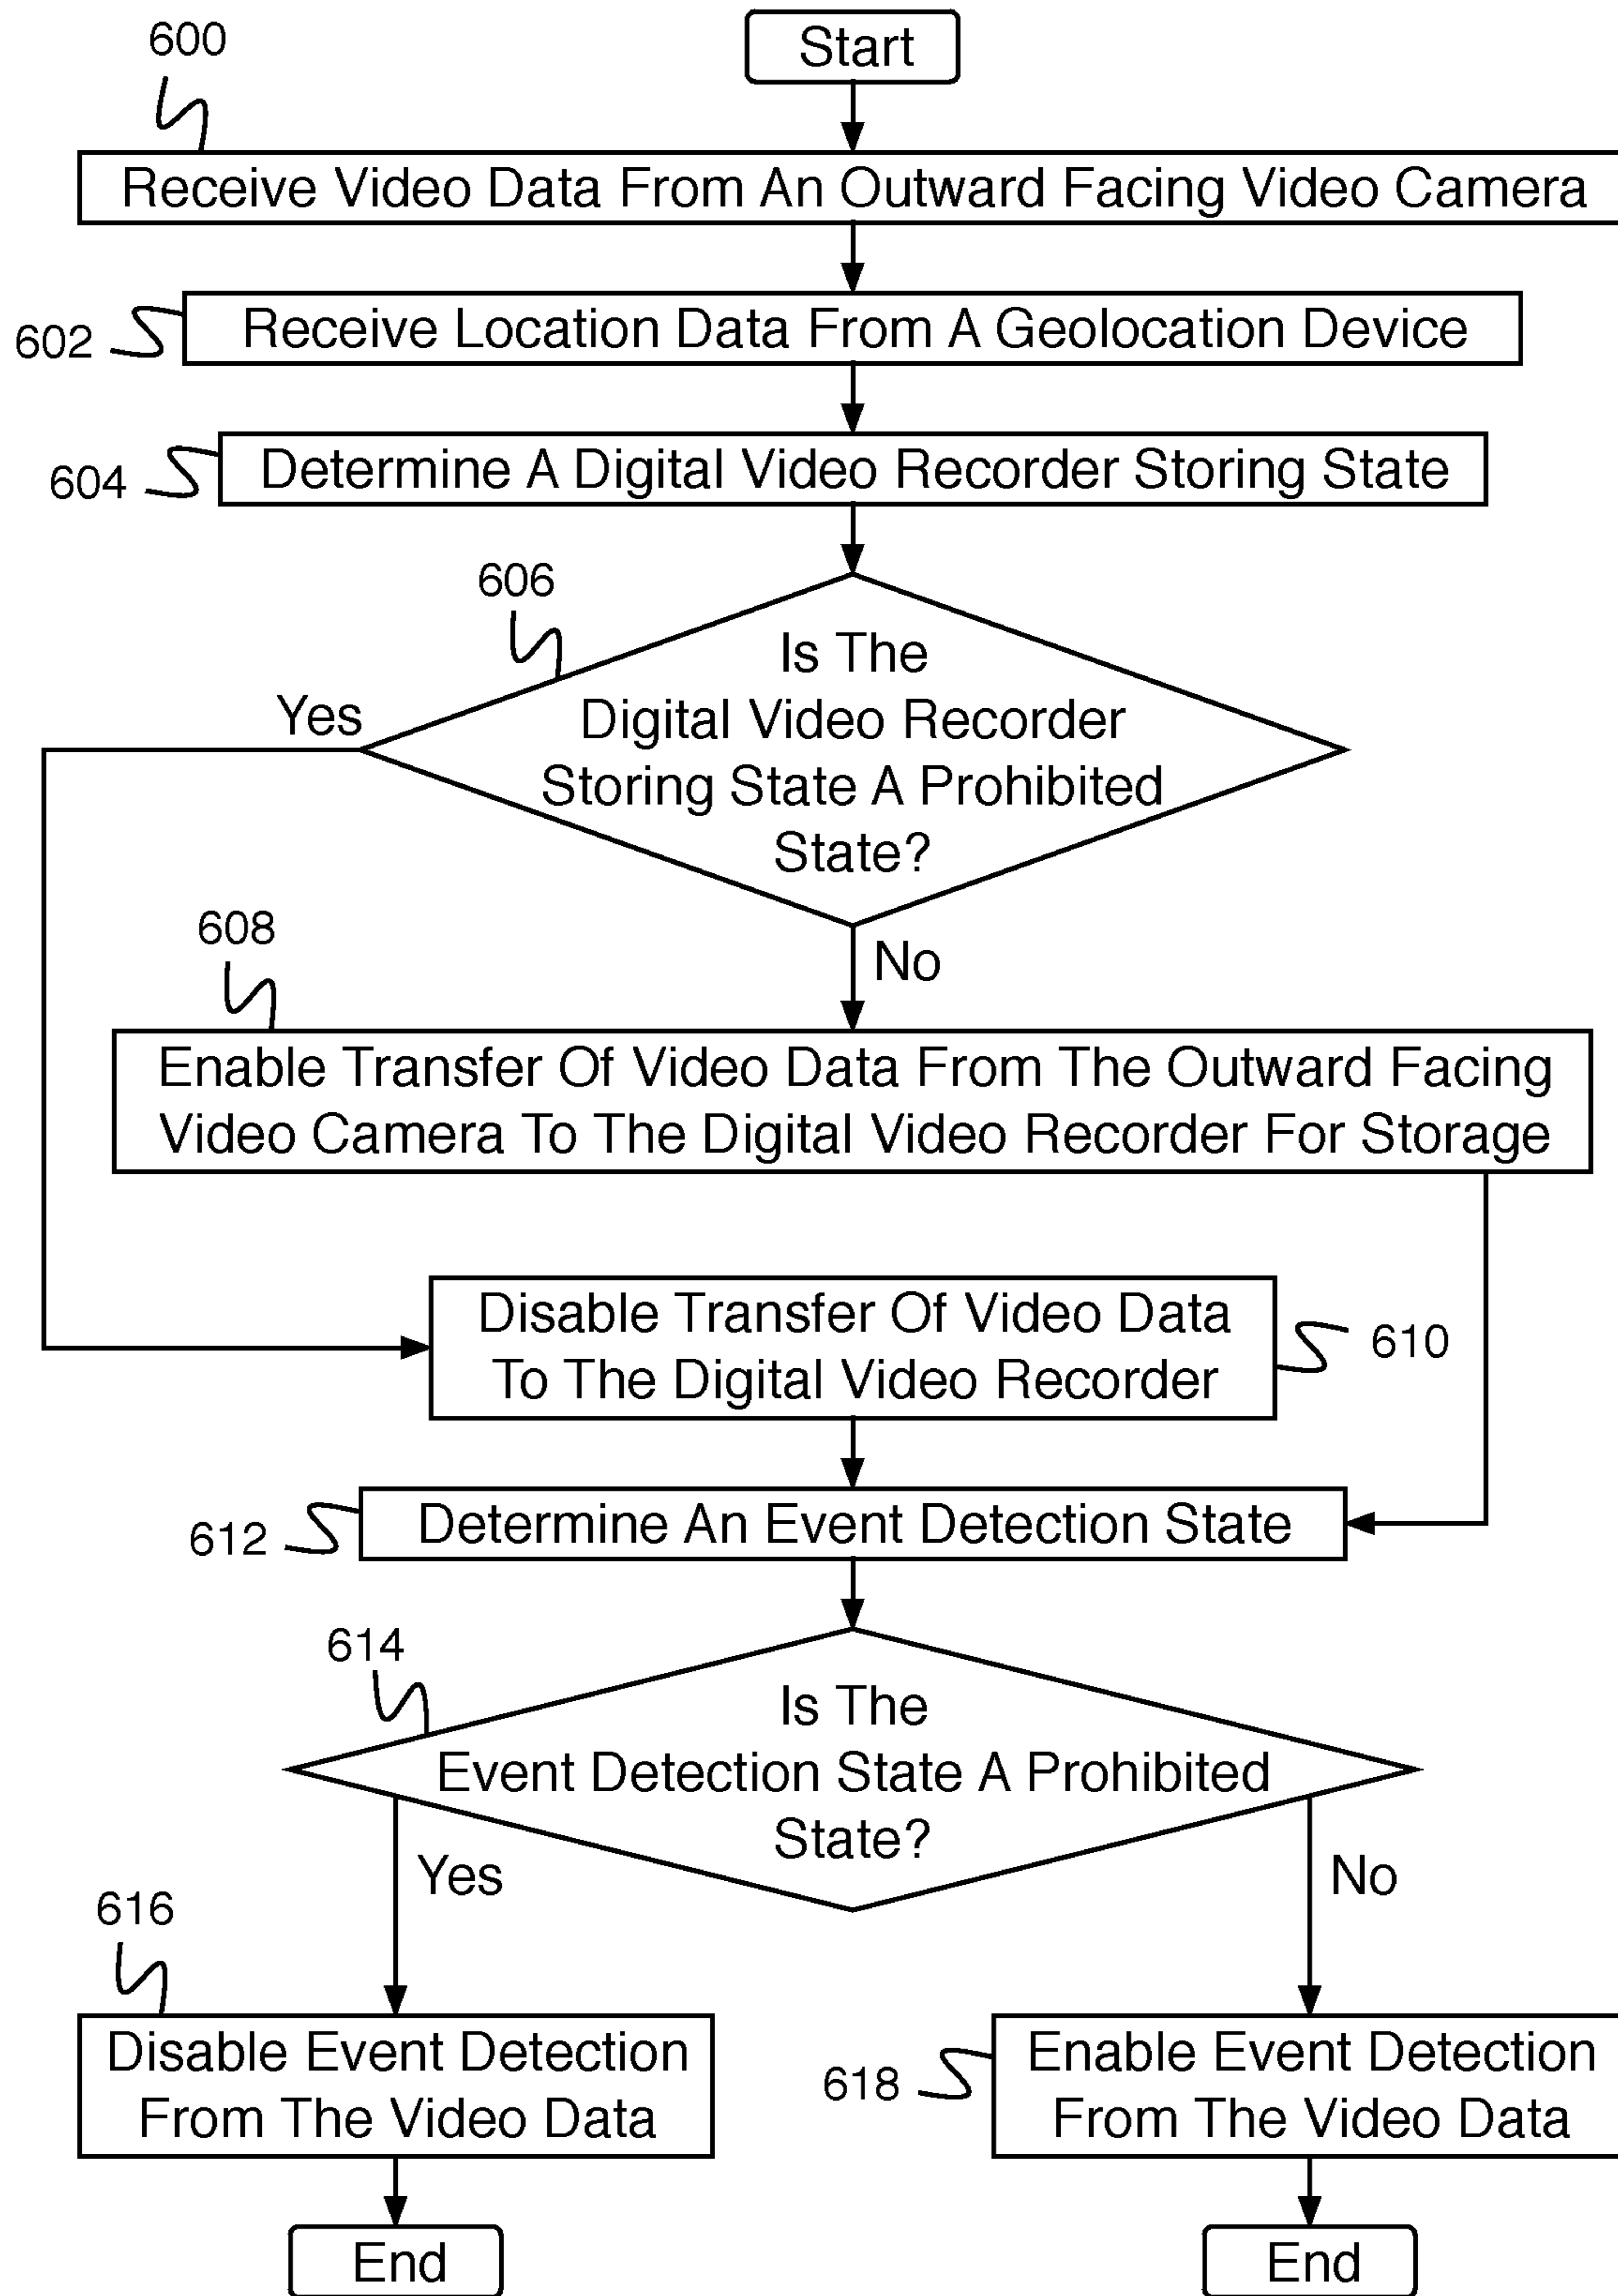 Start
600
Receive Video Data From An Outward Facing Video Camera
602
Receive Location Data From A Geolocation Device
604
Determine A Digital Video Recorder Storing State
606
Is The
Digital Video Recorder
Storing State A Prohibited
State?
Yes
No
608
Enable Transfer Of Video Data From The Outward Facing
Video Camera To The Digital Video Recorder For Storage
Disable Transfer Of Video Data
To The Digital Video Recorder
610
612
Determine An Event Detection State
614
Is The
Event Detection State A Prohibited
State?
Yes
No
616
Disable Event Detection
From The Video Data
618
Enable Event Detection
From The Video Data
End
End